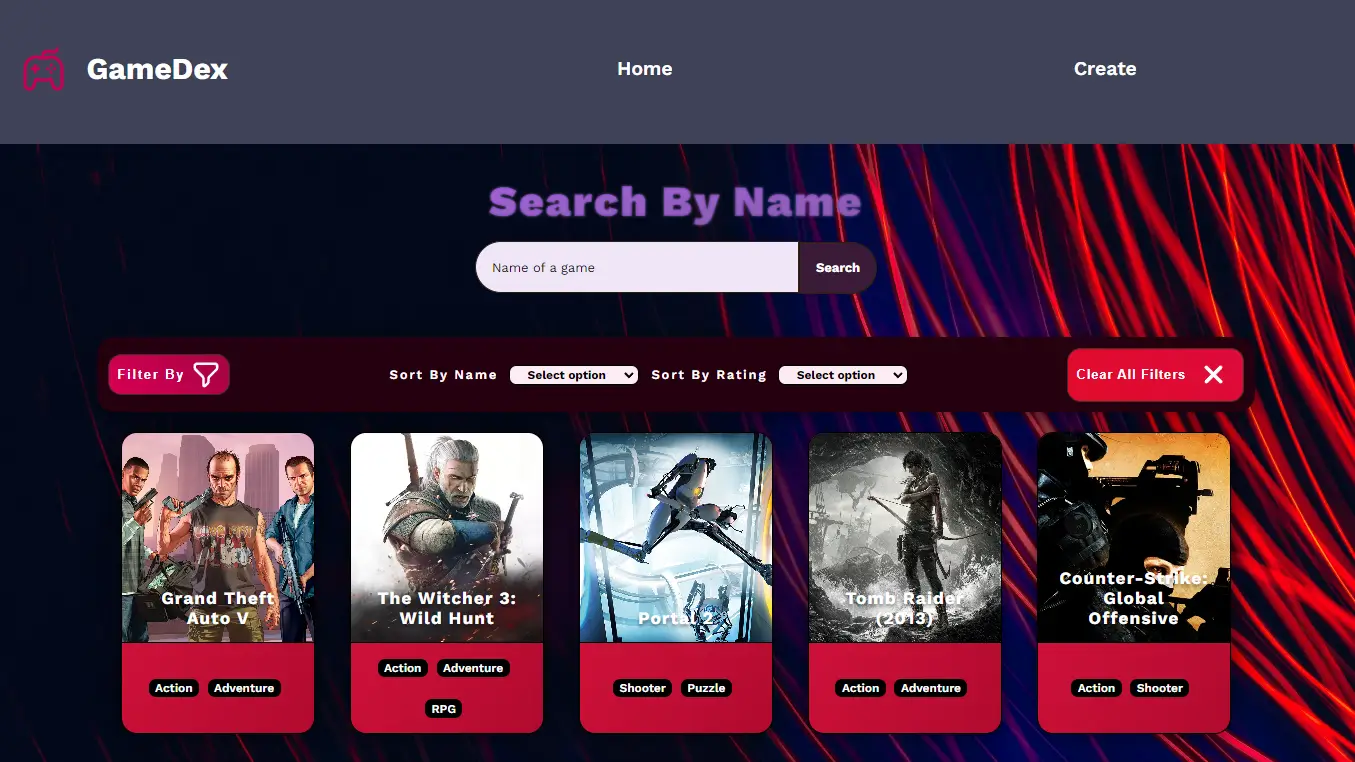 GameDex
Home
Create
Search By Name
Name of a game
Search
Filter By
Sort By Name
Select option
Sort By Rating
Select option
Clear All Filters
Grand Theft
Auto V
The Witcher 3:
Wild Hunt
Portal 2
Tomb Raider
(2013)
Counter-Strike:
Global
Offensive
Action
Adventure
Action
Adventure
RPG
Shooter
Puzzle
Action
Adventure
Action
Shooter